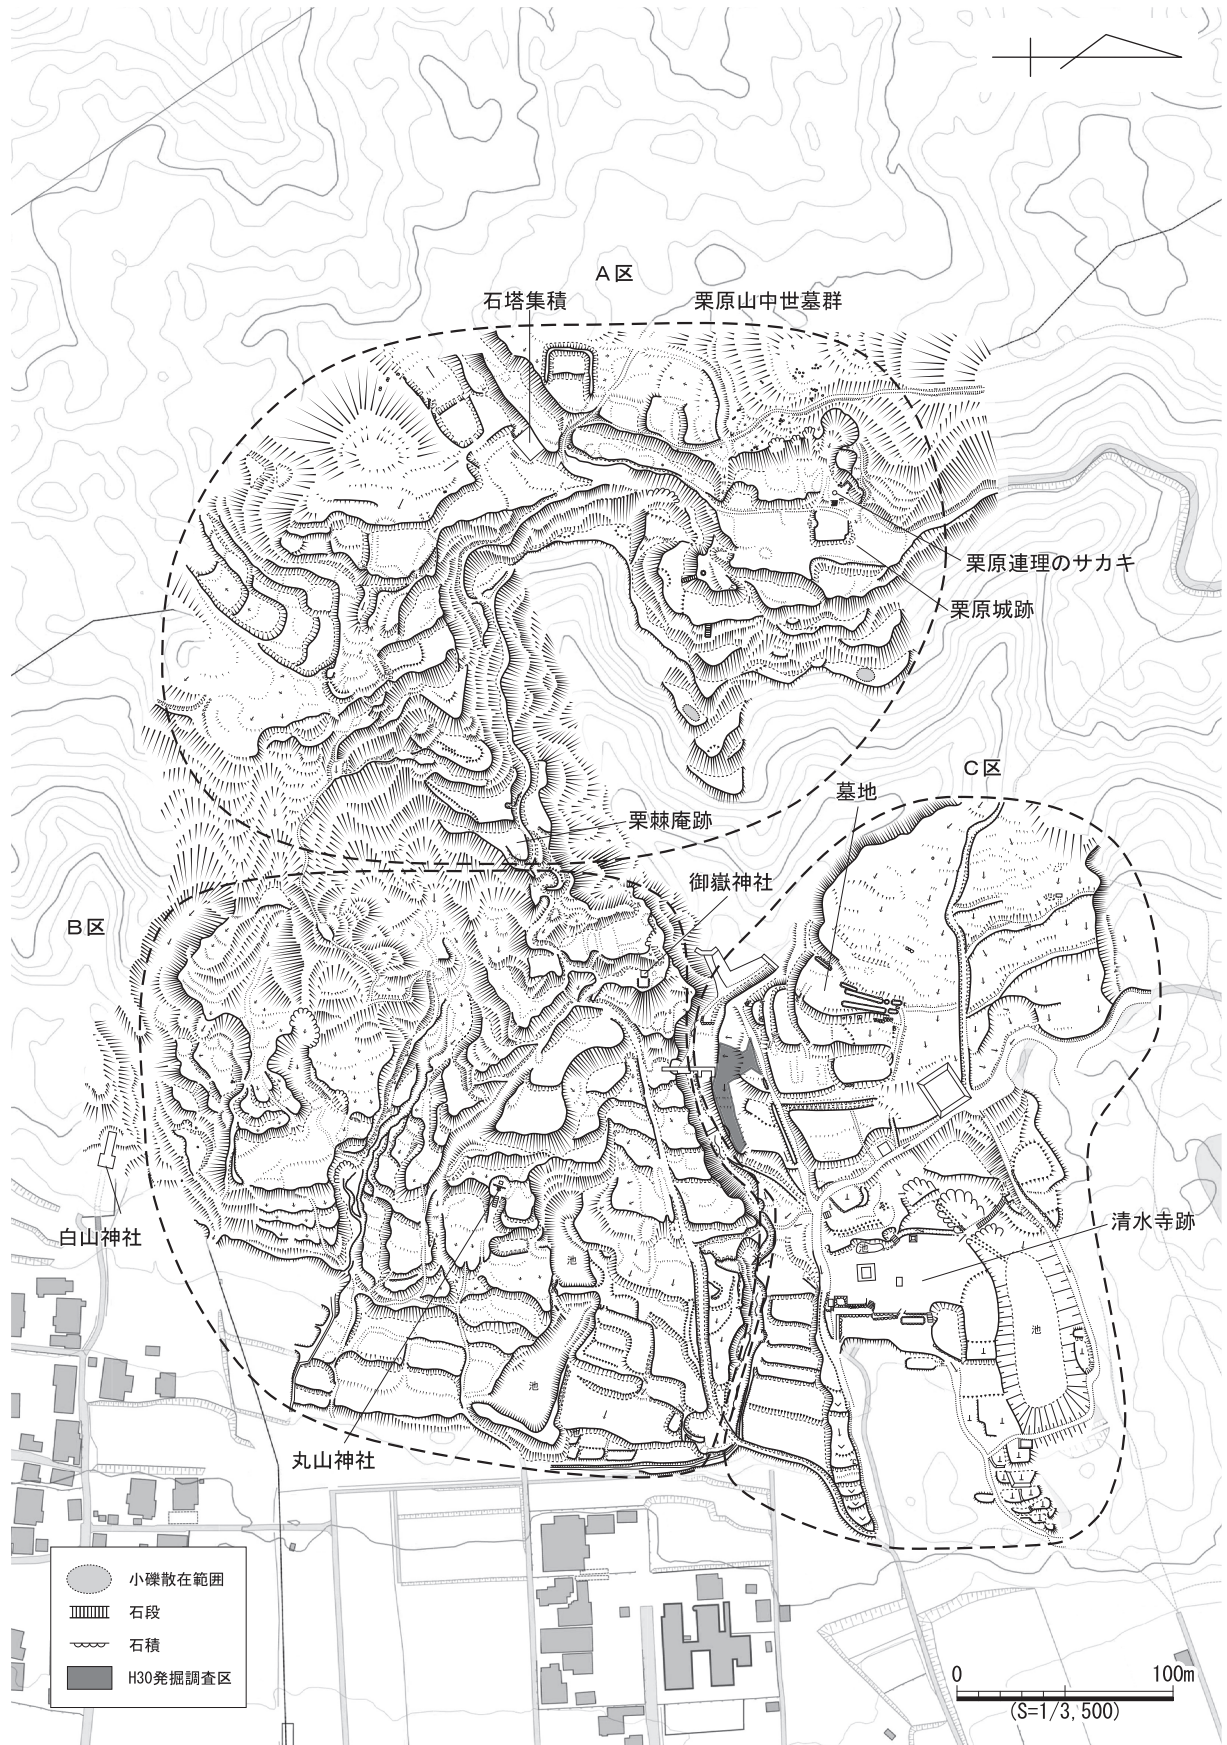 A区
石塔集積
栗原山中世墓群
栗原連理のサカキ
栗原城跡
C区
墓地
栗棘庵跡
御嶽神社
B区
白山神社
清水寺跡
池
池
池
池
丸山神社
小礫散在範囲
石段
石積
H30発掘調査区
0 100m
(S=1/3,500)